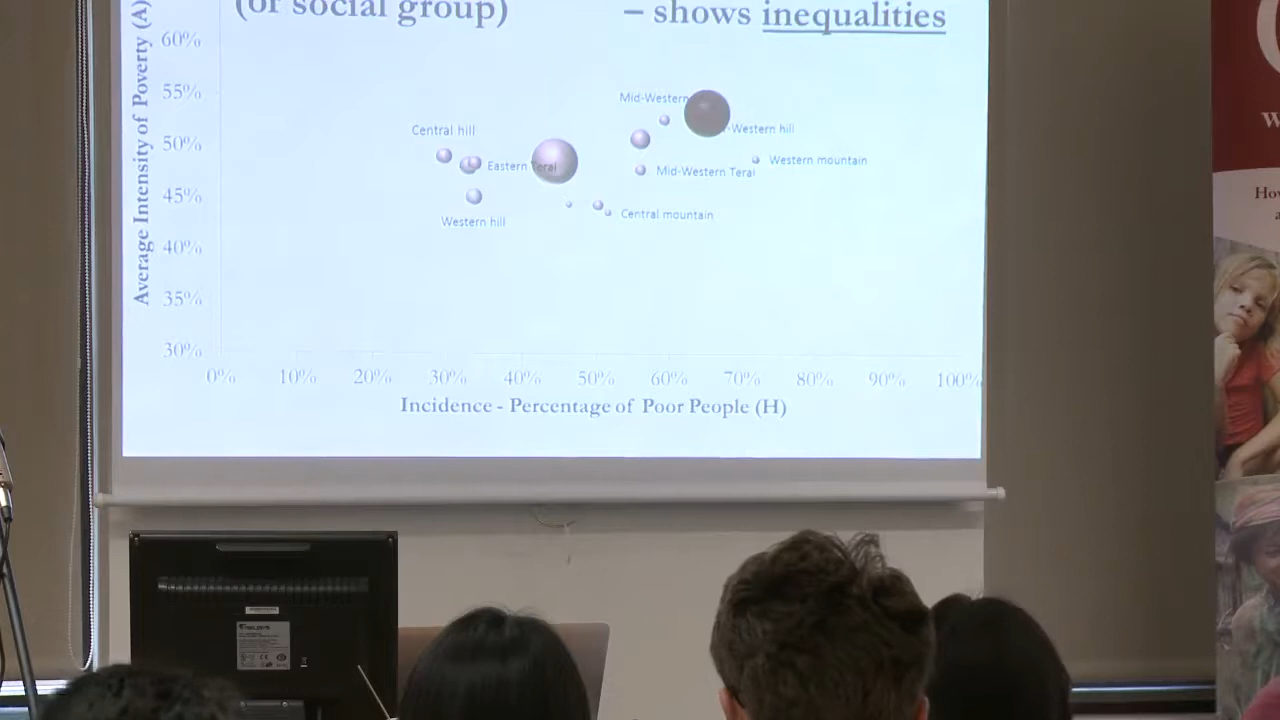 (or social group)
– shows inequalities
Average Intensity of Poverty (A)
60%
55%
50%
45%
40%
35%
30%
Mid-Western
-Western hill
Central hill
Eastern Terai
Western mountain
Mid-Western Terai
Western hill
Central mountain
0% 10% 20% 30% 40% 50% 60% 70% 80% 90% 100%
Incidence - Percentage of Poor People (H)
W
How